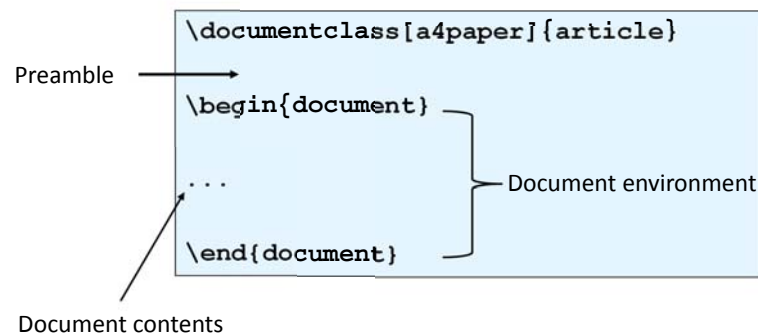 \documentclass[a4paper]{article}
Preamble
\begin{document}
...
Document environment
\end{document}
Document contents